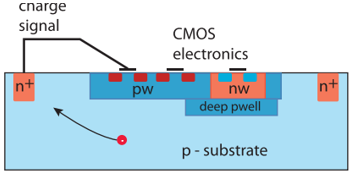 charge
signal
CMOS
electronics
n+
pw
nw
n+
deep pwell
p - substrate